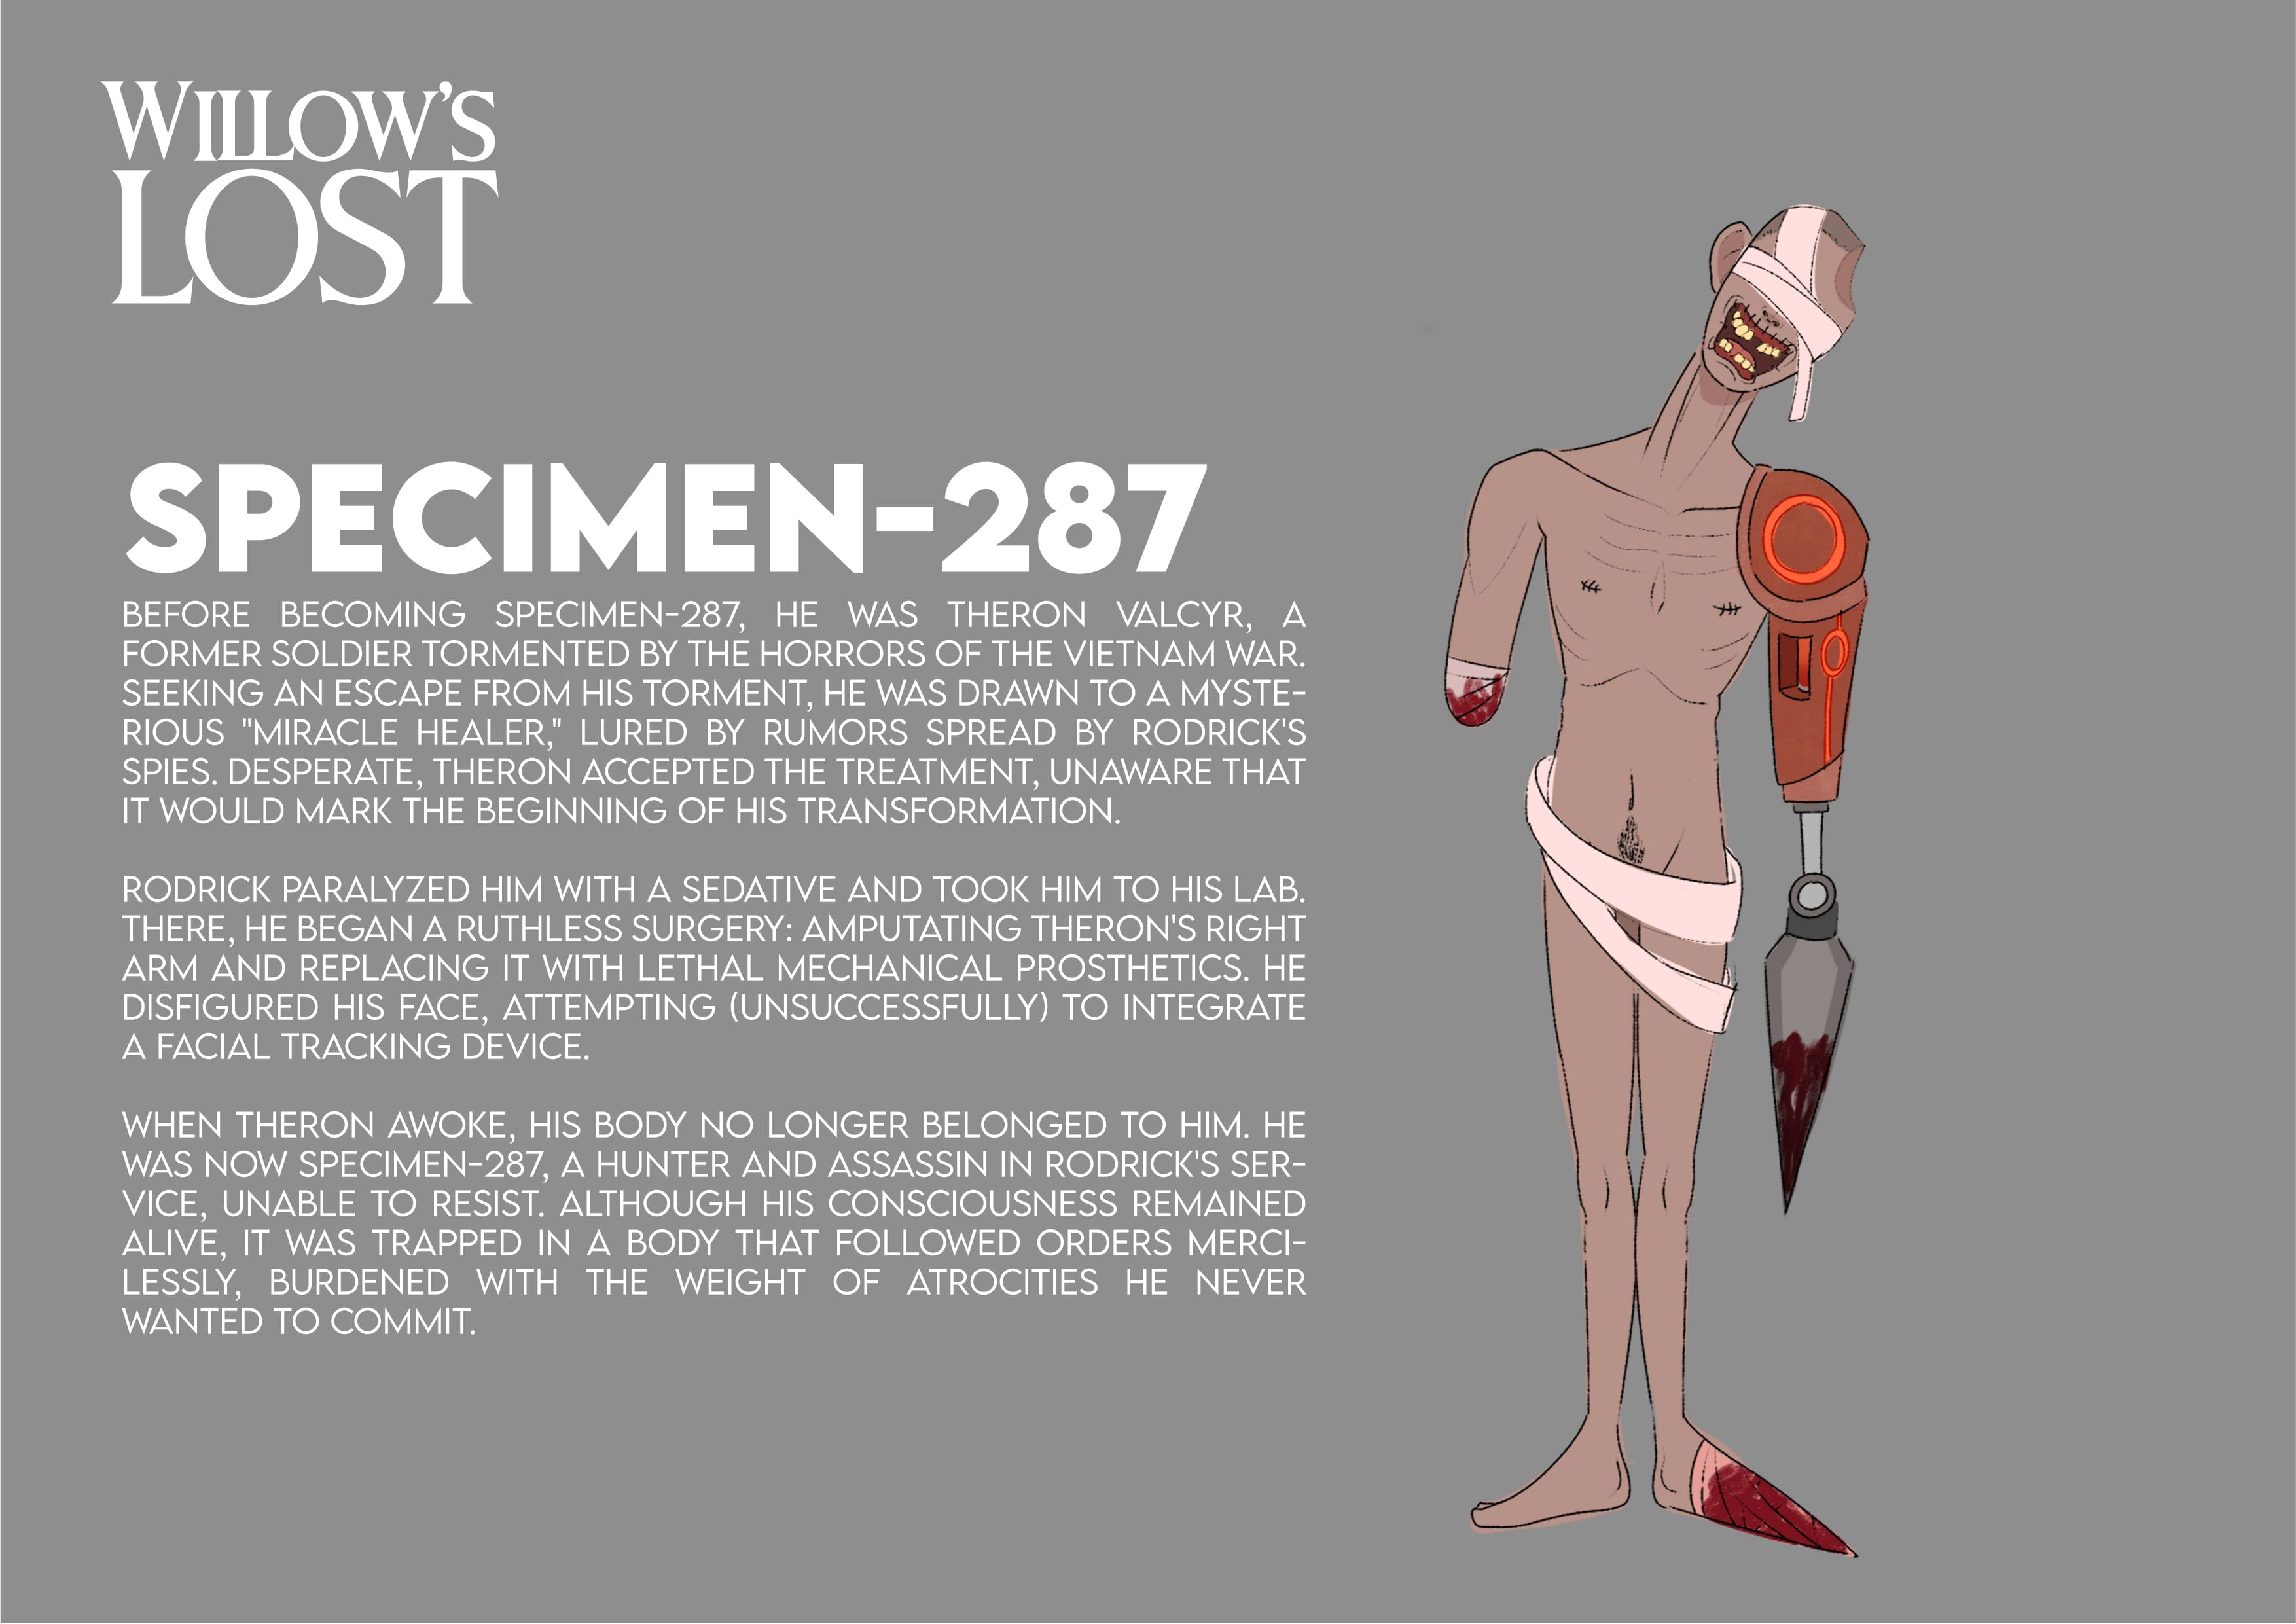 WILLOW'S
LOST
SPECIMEN-287
BEFORE BECOMING SPECIMEN-287, HE WAS THERON VALCYR, A
FORMER SOLDIER TORMENTED BY THE HORRORS OF THE VIETNAM WAR.
SEEKING AN ESCAPE FROM HIS TORMENT, HE WAS DRAWN TO A MYSTE-
RIOUS "MIRACLE HEALER," LURED BY RUMORS SPREAD BY RODRICK'S
SPIES. DESPERATE, THERON ACCEPTED THE TREATMENT, UNAWARE THAT
IT WOULD MARK THE BEGINNING OF HIS TRANSFORMATION.
RODRICK PARALYZED HIM WITH A SEDATIVE AND TOOK HIM TO HIS LAB.
THERE, HE BEGAN A RUTHLESS SURGERY: AMPUTATING THERON'S RIGHT
ARM AND REPLACING IT WITH LETHAL MECHANICAL PROSTHETICS. HE
DISFIGURED HIS FACE, ATTEMPTING (UNSUCCESSFULLY) TO INTEGRATE
A FACIAL TRACKING DEVICE.
WHEN THERON AWOKE, HIS BODY NO LONGER BELONGED TO HIM. HE
WAS NOW SPECIMEN-287, A HUNTER AND ASSASSIN IN RODRICK'S SER-
VICE, UNABLE TO RESIST. ALTHOUGH HIS CONSCIOUSNESS REMAINED
ALIVE, IT WAS TRAPPED IN A BODY THAT FOLLOWED ORDERS MERCI-
LESSLY, BURDENED WITH THE WEIGHT OF ATROCITIES HE NEVER
WANTED TO COMMIT.